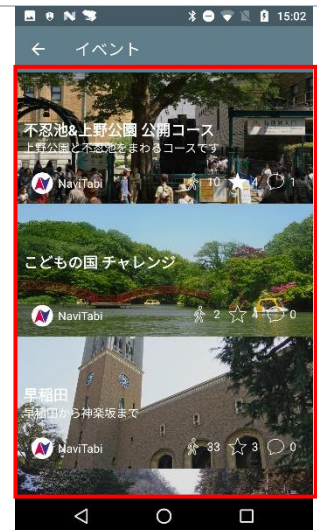 15:02
イベント
不忍池&上野公園 公開コース
上野公園と不忍池をまわるコースです
NaviTabi 10 4 1
こどもの国 チャレンジ
NaviTabi 2 4 0
早稲田
早稲田から神楽坂まで
NaviTabi 33 3 0